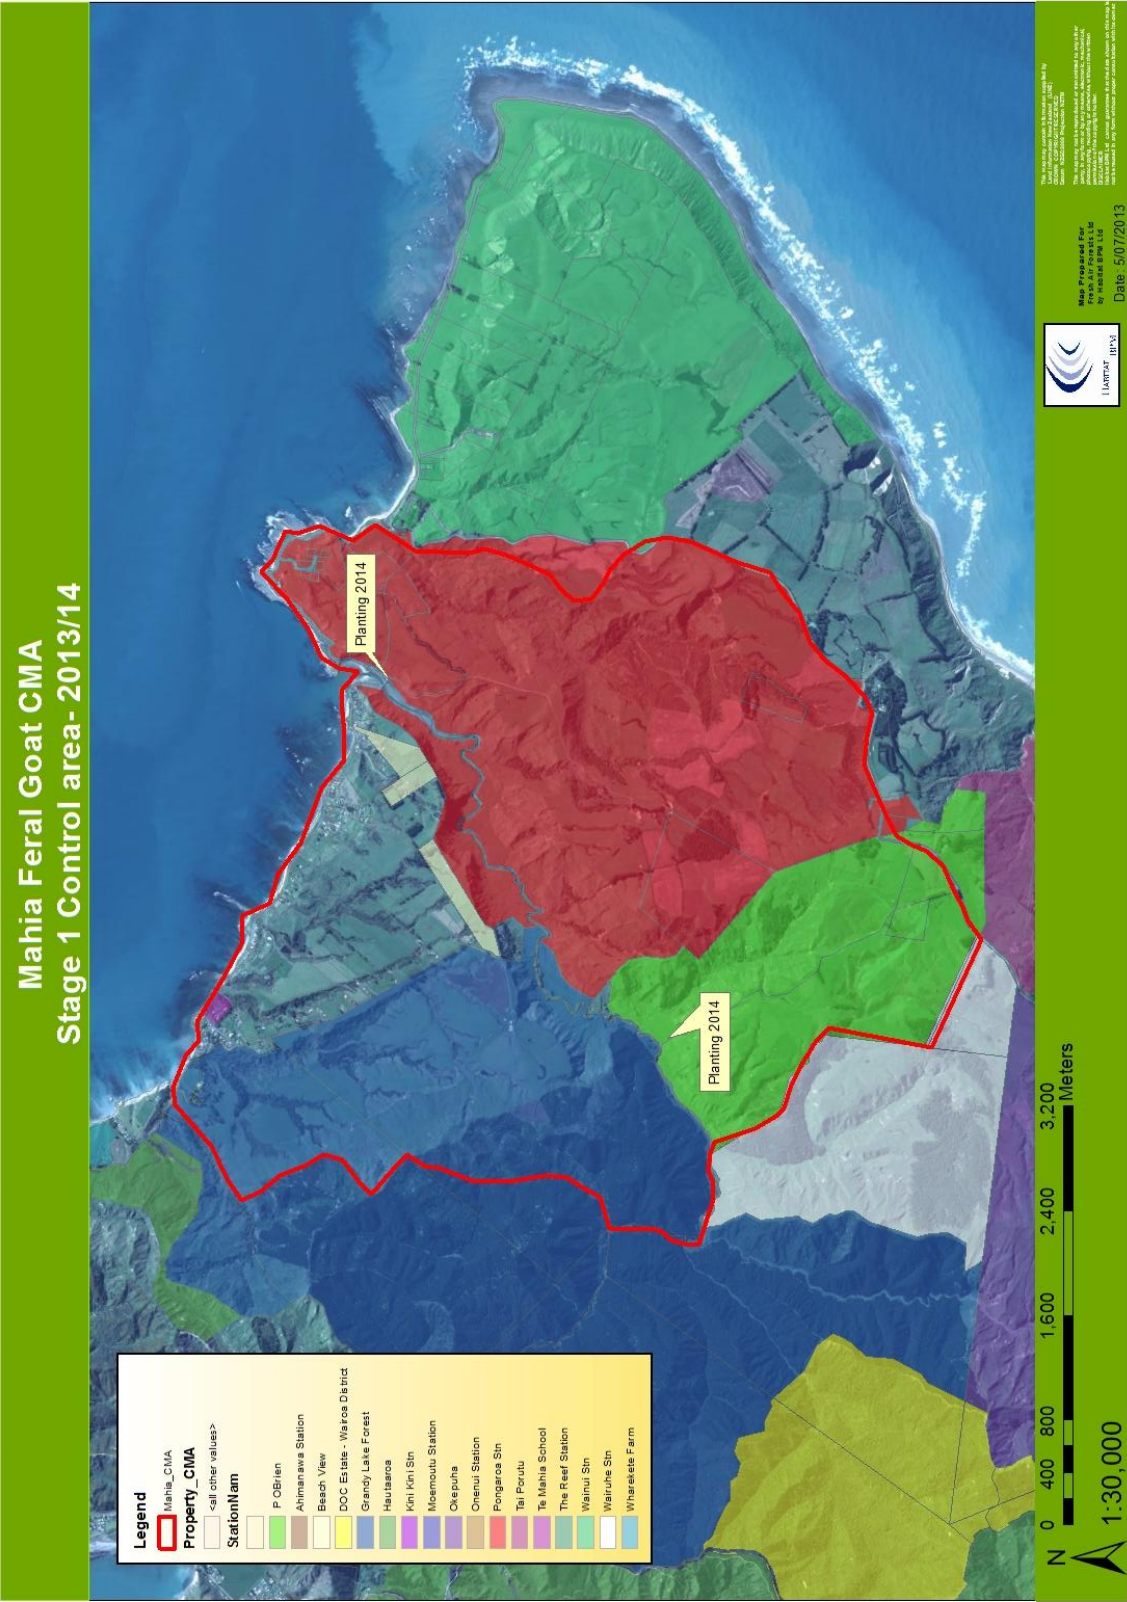 Mahia Feral Goat CMA
Stage 1 Control area- 2013/14
Planting 2014
Planting 2014
Legend
Mahia_CMA
Property_CMA
<all other values>
StationNam
P OBrien
Ahimanawa Station
Beach View
DOC Estate - Wairoa District
Grandy Lake Forest
Hautaaroa
Kini Kini Stn
Moemoutu Station
Okepuha
Onenui Station
Pongaroa Stn
Tai Porutu
Te Mahia School
The Reef Station
Wainui Stn
Wairuhe Stn
Wharekete Farm
N
0 400 800 1,600 2,400 3,200
Meters
1:30,000
HABITAT BPM
Map Prepared For
Fresh Air Forests Ltd
by Habitat BPM Ltd
Date: 5/07/2013